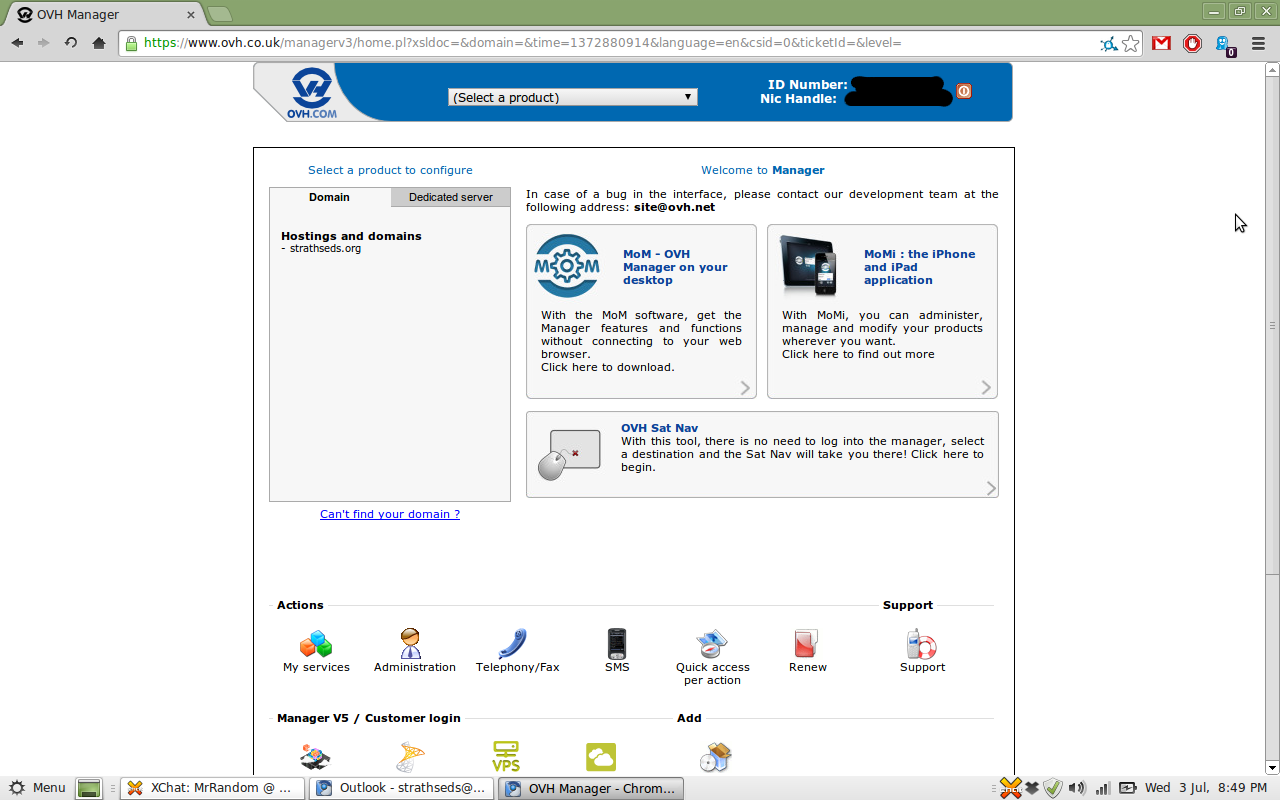 OVH Manager
https://www.ovh.co.uk/managerv3/home.pl?xsldoc=&domain=&time=1372880914&language=en&csid=0&ticketId=&level=
0
OVH.COM
(Select a product)
ID Number:
Nic Handle:
Select a product to configure
Welcome to Manager
Domain
Dedicated server
Hostings and domains
- strathseds.org
Can't find your domain ?
In case of a bug in the interface, please contact our development team at the
following address: site@ovh.net
MoM
MoM - OVH
Manager on your
desktop
With the MoM software, get the
Manager features and functions
without connecting to your web
browser.
Click here to download.
MoMi : the iPhone
and iPad
application
With MoMi, you can administer,
manage and modify your products
wherever you want.
Click here to find out more
OVH Sat Nav
With this tool, there is no need to log into the manager, select
a destination and the Sat Nav will take you there! Click here to
begin.
Actions
Support
My services
Administration
Telephony/Fax
SMS
Quick access
per action
Renew
Support
Manager V5 / Customer login
Add
VPS
Menu
XChat: MrRandom @ ...
Outlook - strathseds@...
OVH Manager - Chrom...
Wed 3 Jul, 8:49 PM